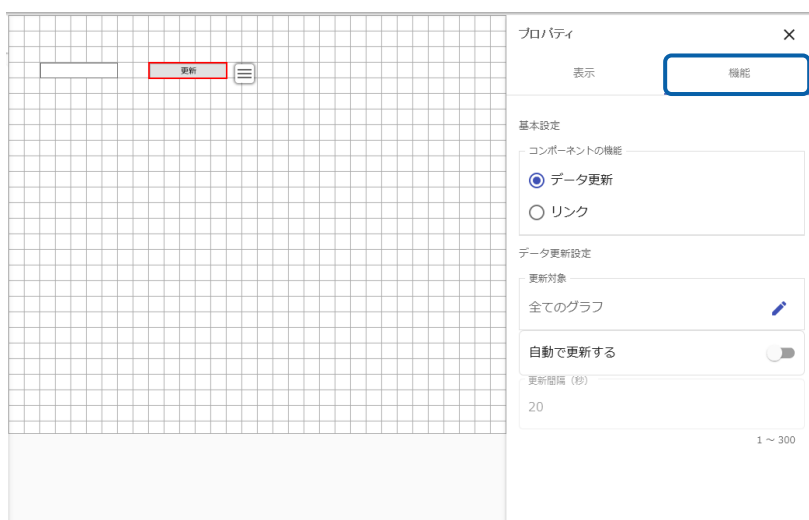 更新
プロパティ
表示
機能
基本設定
コンポーネントの機能
データ更新
リンク
データ更新設定
更新対象
全てのグラフ
自動で更新する
更新間隔（秒）
20
1 ～ 300